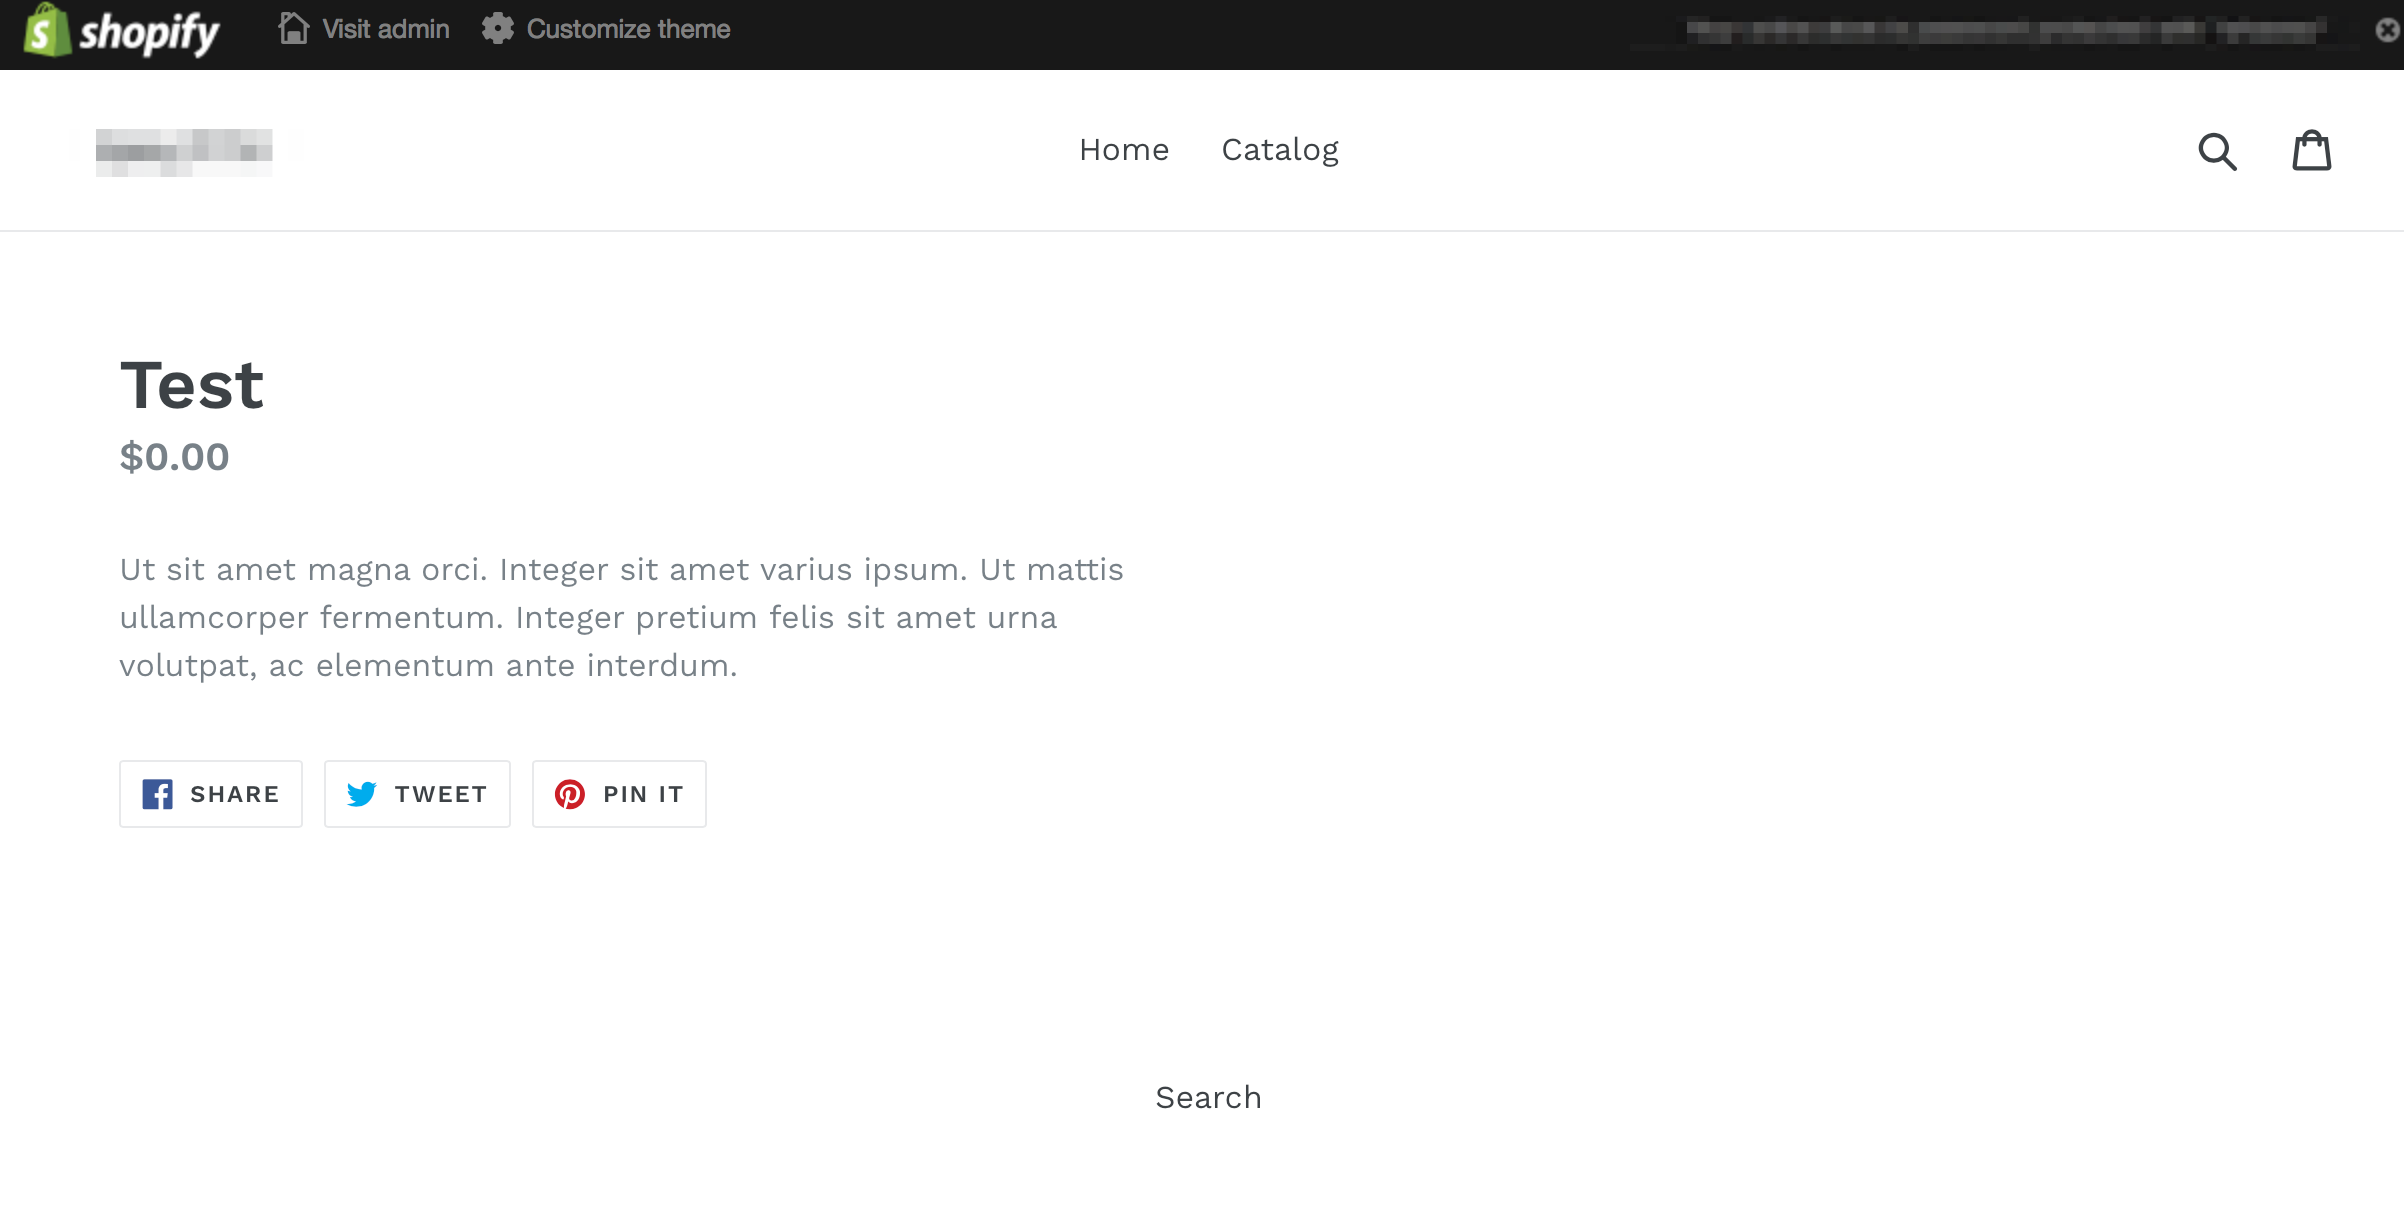 shopify Visit admin Customize theme
Home Catalog
Test
$0.00
Ut sit amet magna orci. Integer sit amet varius ipsum. Ut mattis
ullamcorper fermentum. Integer pretium felis sit amet urna
volutpat, ac elementum ante interdum.
SHARE TWEET PIN IT
Search